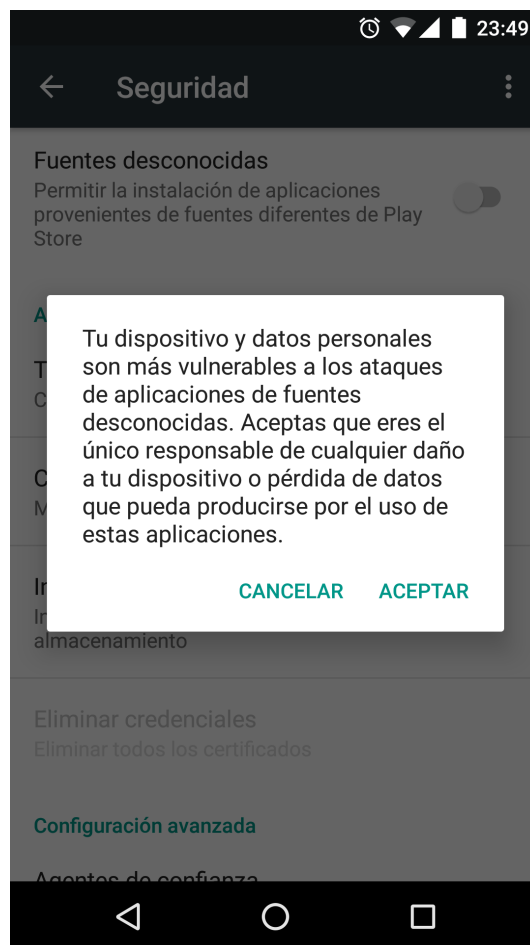 23:49
Seguridad
Fuentes desconocidas
Permitir la instalación de aplicaciones
provenientes de fuentes diferentes de Play
Store
Tu dispositivo y datos personales
son más vulnerables a los ataques
de aplicaciones de fuentes
desconocidas. Aceptas que eres el
único responsable de cualquier daño
a tu dispositivo o pérdida de datos
que pueda producirse por el uso de
estas aplicaciones.
CANCELAR ACEPTAR
almacenamiento
Eliminar credenciales
Eliminar todos los certificados
Configuración avanzada
Agentes de confianza